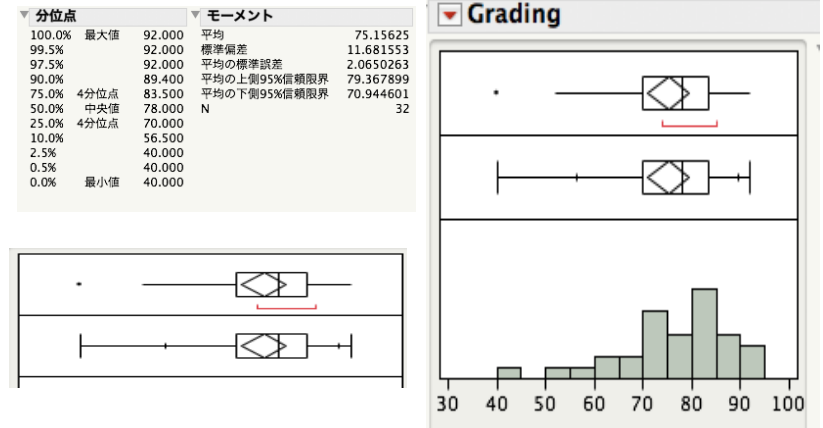 分位点
100.0% 最大値 92.000
99.5% 92.000
97.5% 92.000
90.0% 89.400
75.0% 4分位点 83.500
50.0% 中央値 78.000
25.0% 4分位点 70.000
10.0% 56.500
2.5% 40.000
0.5% 40.000
0.0% 最小値 40.000
モーメント
平均 75.15625
標準偏差 11.681553
平均の標準誤差 2.0650263
平均の上側95%信頼限界 79.367899
平均の下側95%信頼限界 70.944601
N 32
Grading
30 40 50 60 70 80 90 100